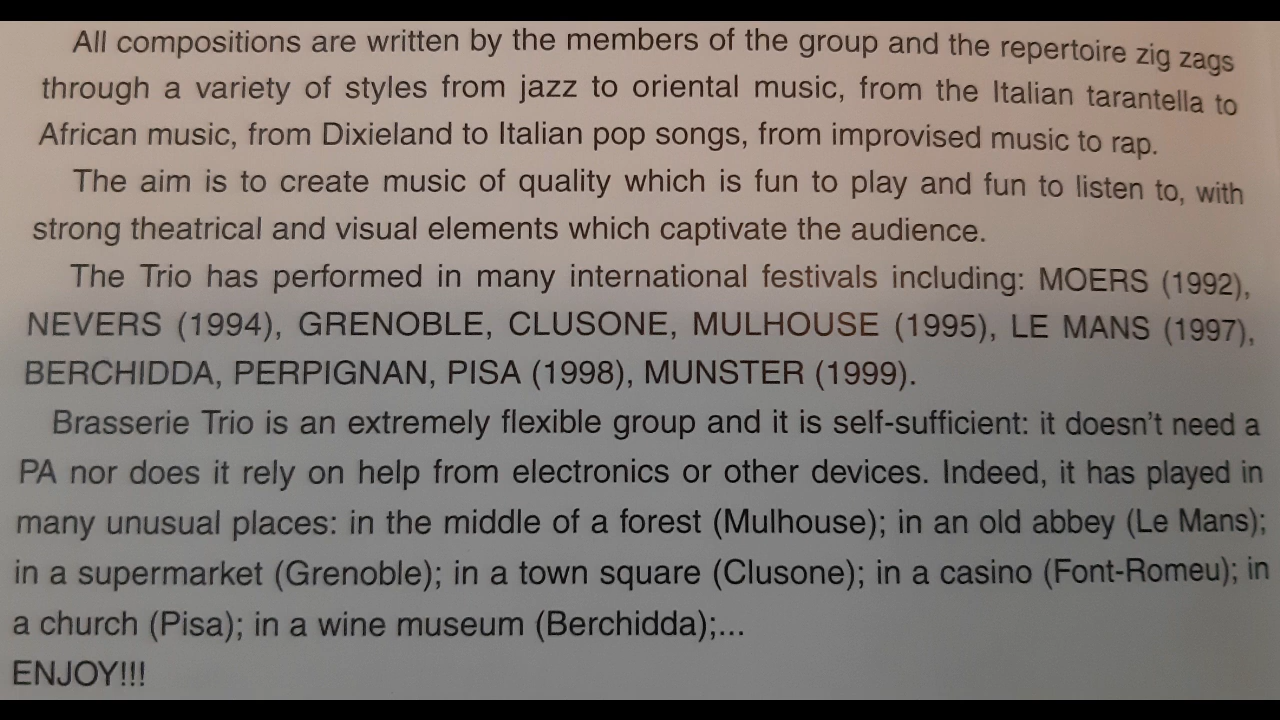 All compositions are written by the members of the group and the repertoire zig zags
through a variety of styles from jazz to oriental music, from the Italian tarantella to
African music, from Dixieland to Italian pop songs, from improvised music to rap.
The aim is to create music of quality which is fun to play and fun to listen to, with
strong theatrical and visual elements which captivate the audience.
The Trio has performed in many international festivals including: MOERS (1992),
NEVERS (1994), GRENOBLE, CLUSONE, MULHOUSE (1995), LE MANS (1997),
BERCHIDDA, PERPIGNAN, PISA (1998), MUNSTER (1999).
Brasserie Trio is an extremely flexible group and it is self-sufficient: it doesn't need a
PA nor does it rely on help from electronics or other devices. Indeed, it has played in
many unusual places: in the middle of a forest (Mulhouse); in an old abbey (Le Mans);
in a supermarket (Grenoble); in a town square (Clusone); in a casino (Font-Romeu); in
a church (Pisa); in a wine museum (Berchidda);...
ENJOY!!!